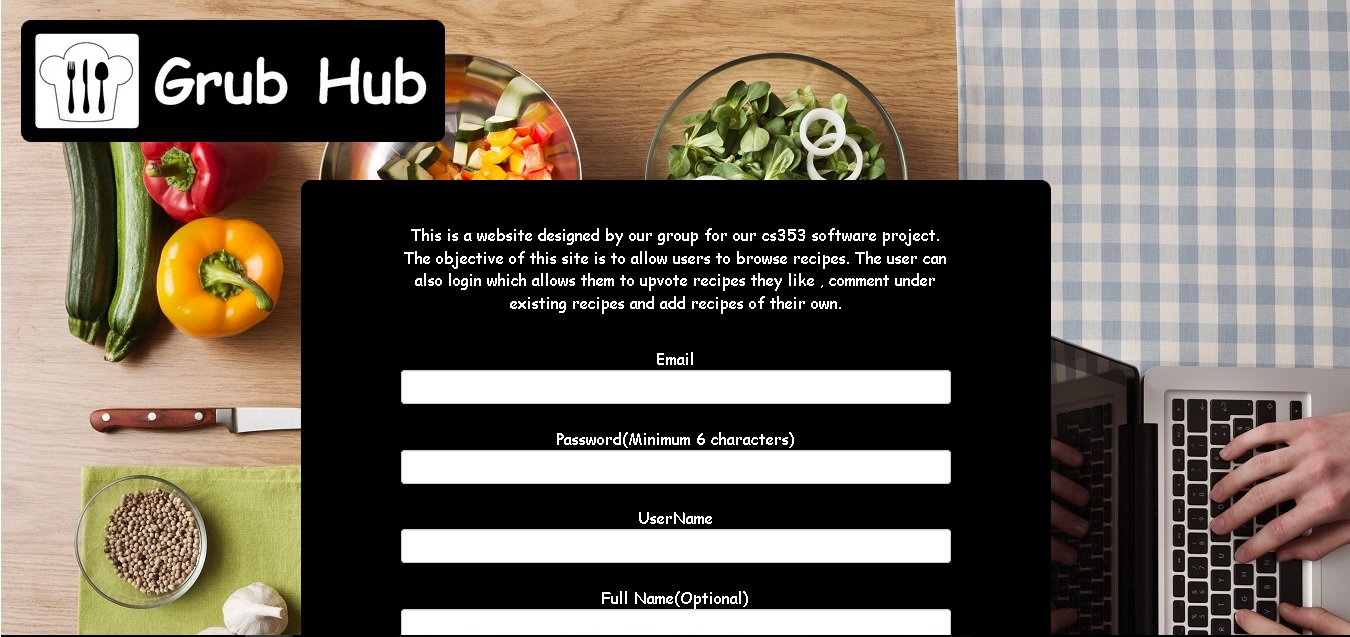 Grub Hub
This is a website designed by our group for our cs353 software project.
The objective of this site is to allow users to browse recipes. The user can
also login which allows them to upvote recipes they like , comment under
existing recipes and add recipes of their own.
Email
Password(Minimum 6 characters)
UserName
Full Name(Optional)